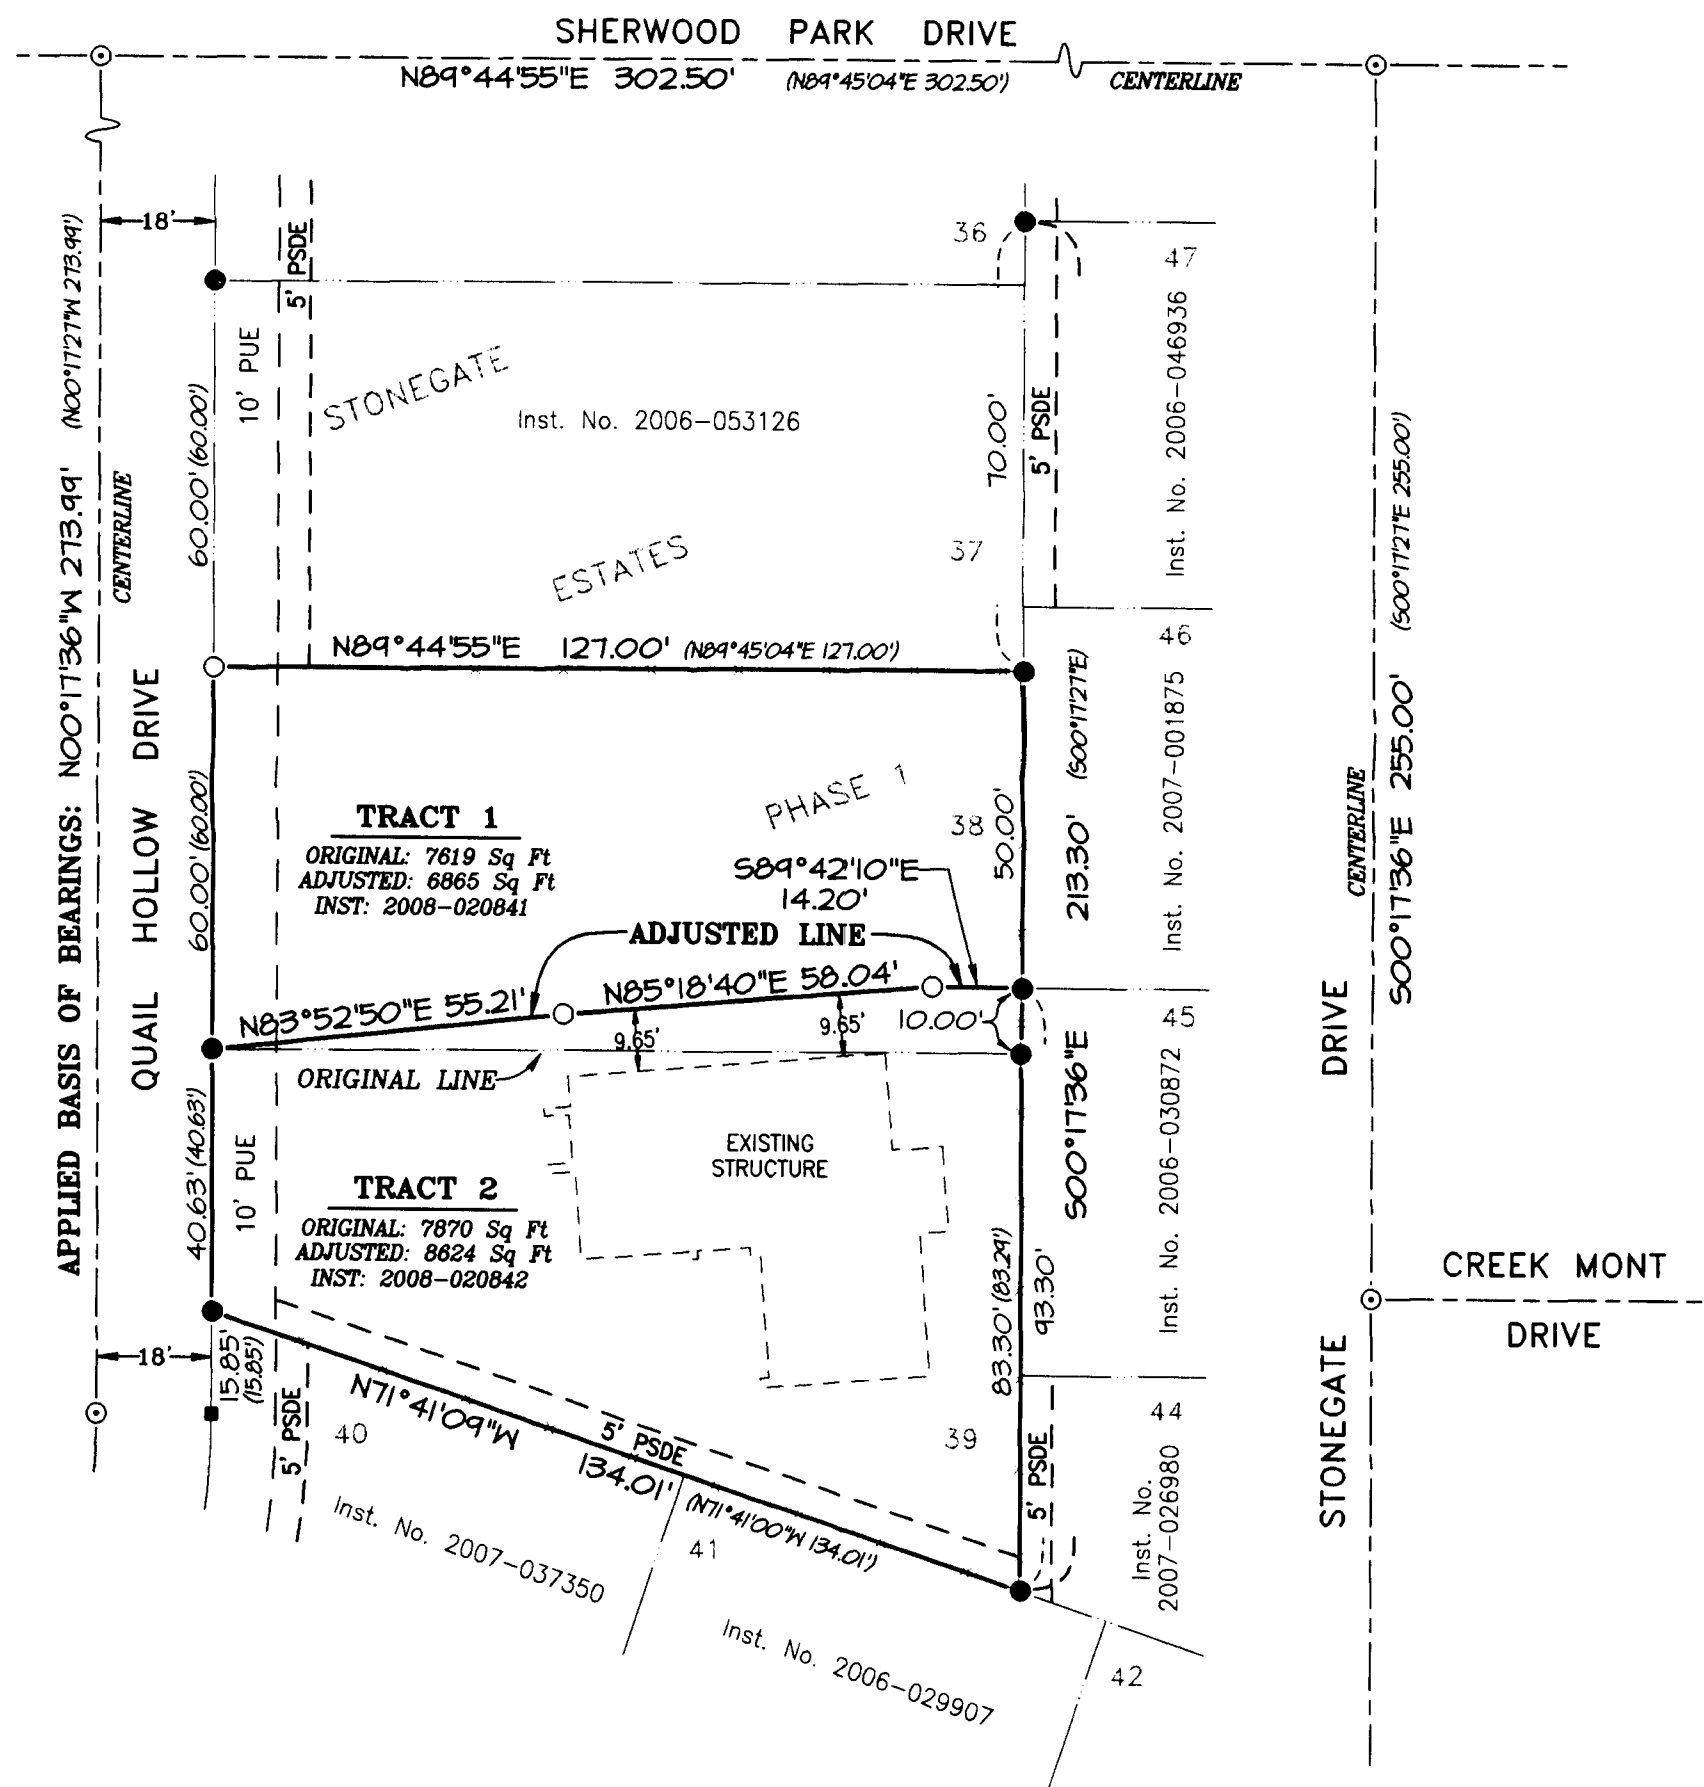 SHERWOOD PARK DRIVE
N89°44'55"E 302.50' (N89°45'04"E 302.50')
CENTERLINE
APPLIED BASIS OF BEARINGS: N00°17'36"W 273.99' (N00°17'27"W 273.99')
CENTERLINE
QUAIL HOLLOW DRIVE
18'
5' PSDE
10' PUE
60.00' (60.00')
STONEGATE
Inst. No. 2006-053126
ESTATES
36
37
70.00'
5' PSDE
47
Inst. No. 2006-046936
46
N89°44'55"E 127.00' (N89°45'04"E 127.00')
60.00' (60.00')
TRACT 1
ORIGINAL: 7619 Sq Ft
ADJUSTED: 6865 Sq Ft
INST: 2008-020841
PHASE 1
38
50.00'
213.30' (S00°17'27"E)
S00°17'36"E
Inst. No. 2007-001875
S89°42'10"E
14.20'
ADJUSTED LINE
N83°52'50"E 55.21'
N85°18'40"E 58.04'
9.65'
9.65'
10.00'
45
ORIGINAL LINE
EXISTING
STRUCTURE
Inst. No. 2006-030872
40.63' (40.63')
10' PUE
TRACT 2
ORIGINAL: 7870 Sq Ft
ADJUSTED: 8624 Sq Ft
INST: 2008-020842
83.30' (83.29')
93.30'
18'
15.85'
(15.85')
5' PSDE
N71°41'09"W
134.01'
(N71°41'00"W 134.01')
5' PSDE
39
40
41
42
5' PSDE
44
Inst. No.
2007-026980
Inst. No. 2007-037350
Inst. No. 2006-029907
CENTERLINE
S00°17'36"E 255.00' (S00°17'27"E 255.00')
STONEGATE DRIVE
CREEK MONT
DRIVE